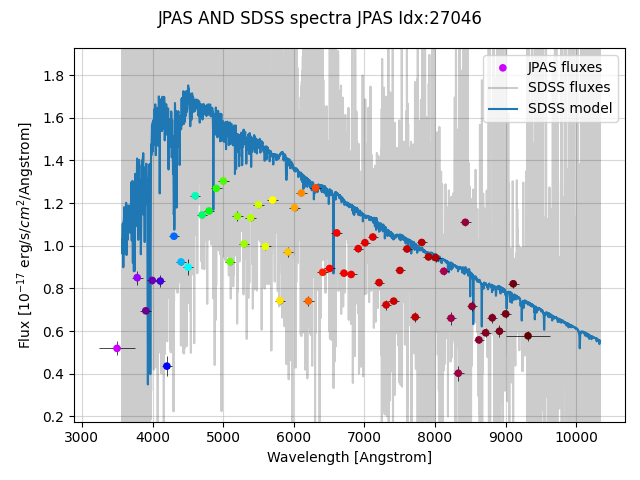 JPAS AND SDSS spectra JPAS Idx:27046
JPAS fluxes
SDSS fluxes
SDSS model
Flux [10⁻¹⁷ erg/s/cm²/Angstrom]
1.8
1.6
1.4
1.2
1.0
0.8
0.6
0.4
0.2
3000 4000 5000 6000 7000 8000 9000 10000
Wavelength [Angstrom]